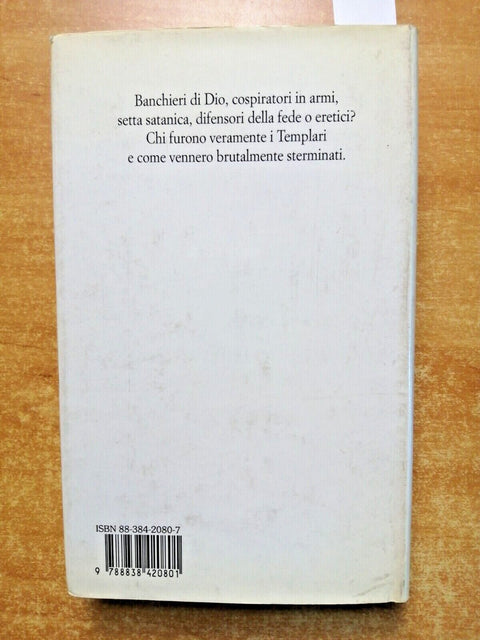 Banchieri di Dio, cospiratori in armi,
setta satanica, difensori della fede o eretici?
Chi furono veramente i Templari
e come vennero brutalmente sterminati.
ISBN 88-384-2080-7
9 788838 420801